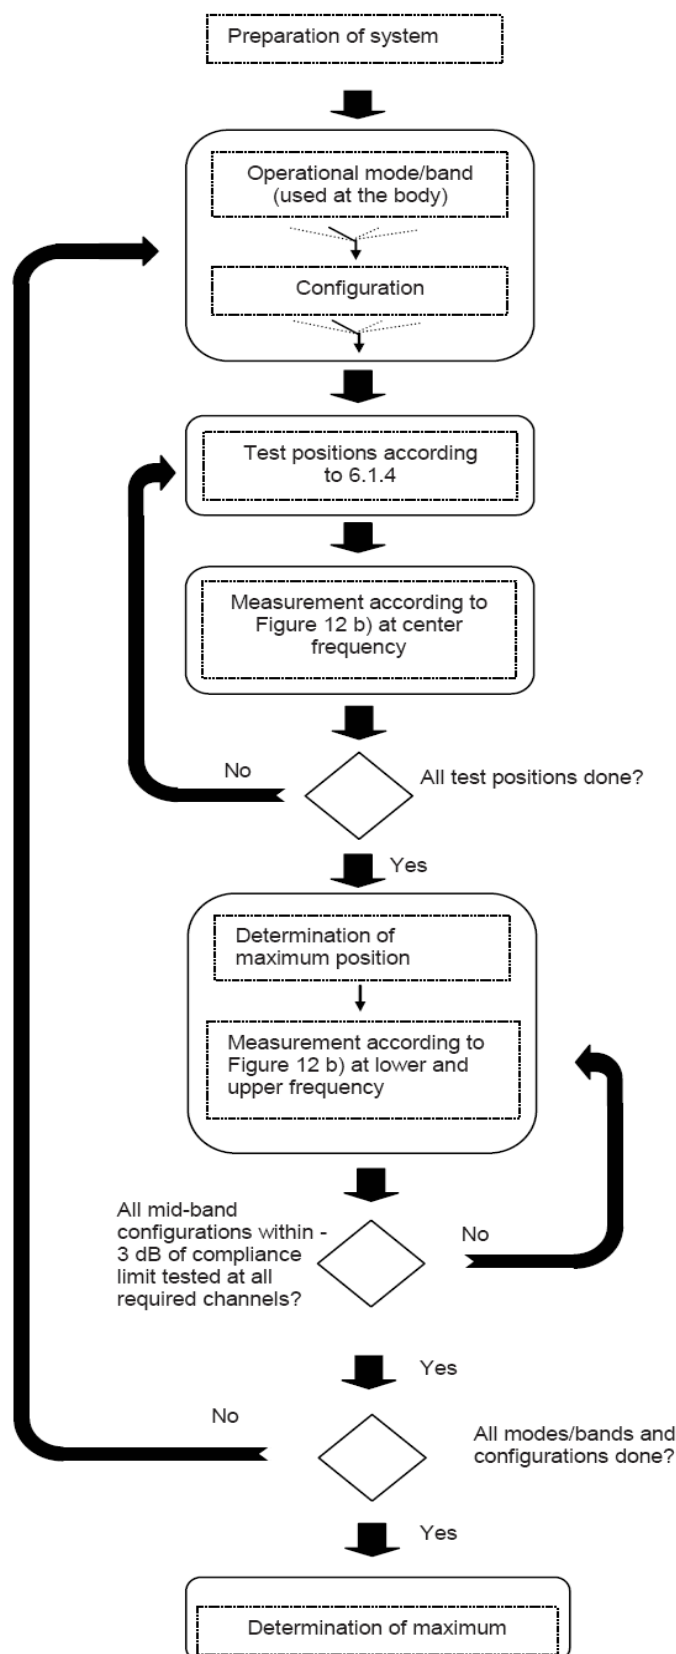 Preparation of system
Operational mode/band
(used at the body)
Configuration
Test positions according
to 6.1.4
Measurement according to
Figure 12 b) at center
frequency
No
All test positions done?
Yes
Determination of
maximum position
Measurement according to
Figure 12 b) at lower and
upper frequency
All mid-band
configurations within -
3 dB of compliance
limit tested at all
required channels?
No
Yes
No
All modes/bands and
configurations done?
Yes
Determination of maximum